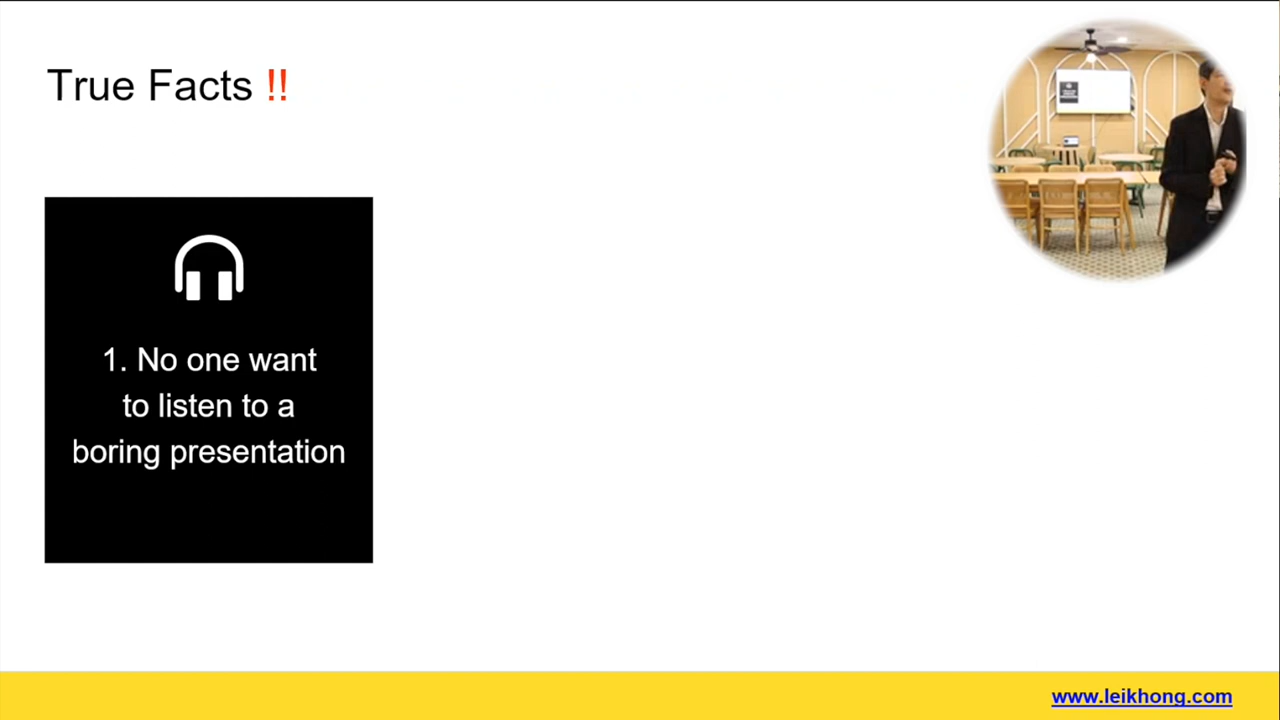 True Facts !!
1. No one want
to listen to a
boring presentation
www.leikhong.com